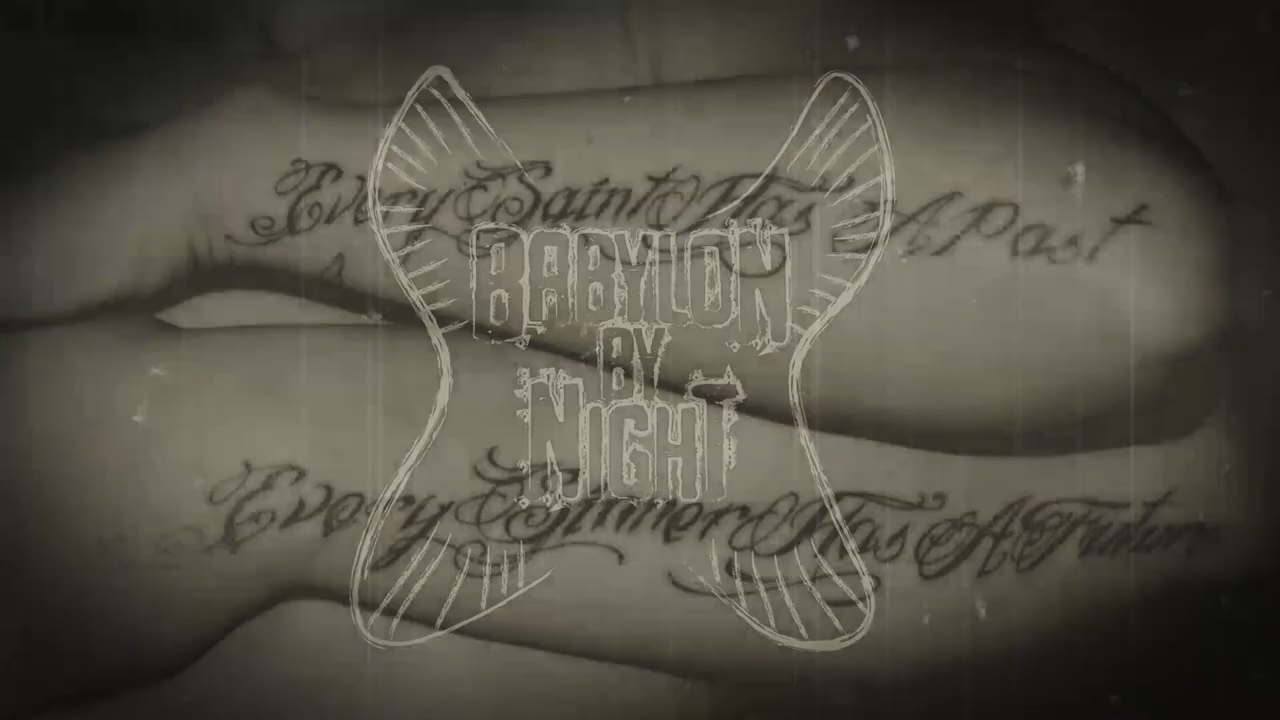 Every Saint Has A Past
BABYLON
BY
NIGHT
Every Sinner Has A Future